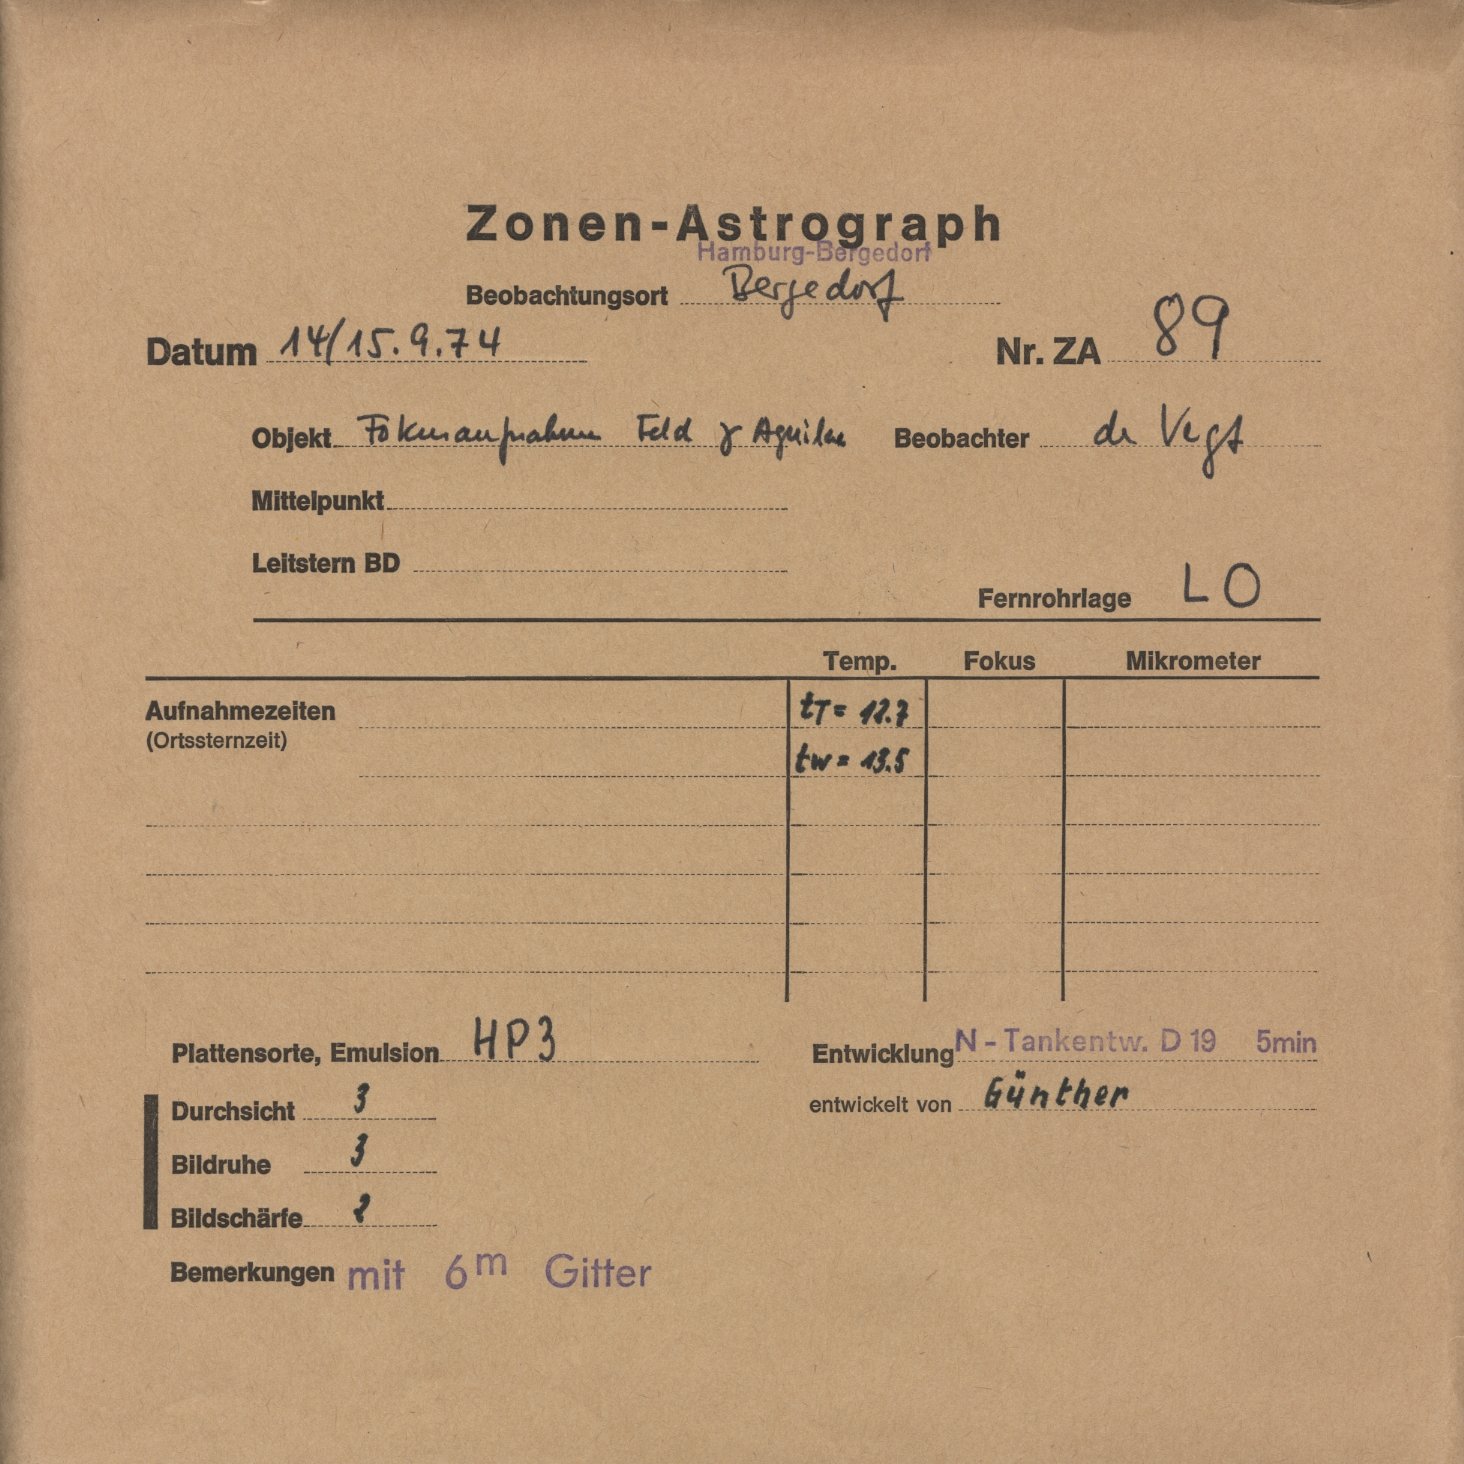 Zonen-Astrograph
Hamburg-Bergedorf
Beobachtungsort Bergedorf
Datum 14/15.9.74 Nr. ZA 89
Objekt Fokusaufnahme Feld γ Aquilae Beobachter de Vegt
Mittelpunkt
Leitstern BD
Fernrohrlage LO
Temp. Fokus Mikrometer
Aufnahmezeiten tT = 12.7
(Ortssternzeit)
tw = 13.5
Plattensorte, Emulsion HP3 Entwicklung N - Tankentw. D 19 5min
Durchsicht 3 entwickelt von Günther
Bildruhe 3
Bildschärfe 2
Bemerkungen mit 6m Gitter